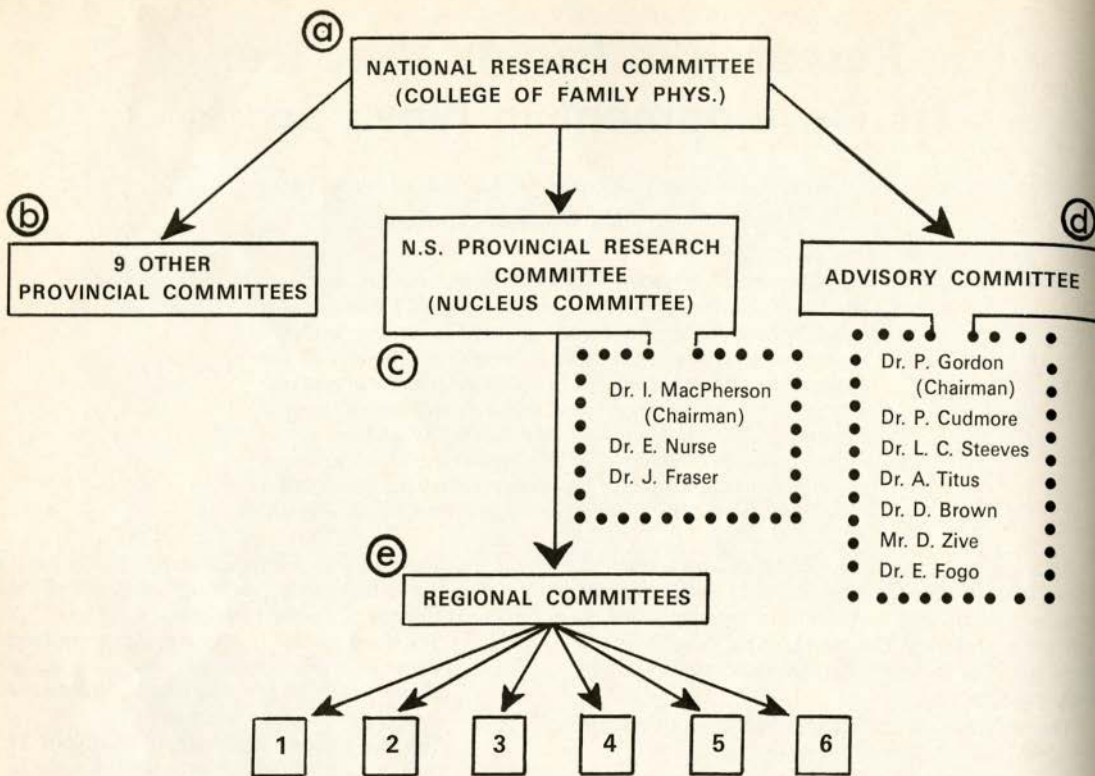 a
NATIONAL RESEARCH COMMITTEE
(COLLEGE OF FAMILY PHYS.)
b
9 OTHER
PROVINCIAL COMMITTEES
N.S. PROVINCIAL RESEARCH
COMMITTEE
(NUCLEUS COMMITTEE)
c
Dr. I. MacPherson
(Chairman)
Dr. E. Nurse
Dr. J. Fraser
d
ADVISORY COMMITTEE
Dr. P. Gordon
(Chairman)
Dr. P. Cudmore
Dr. L. C. Steeves
Dr. A. Titus
Dr. D. Brown
Mr. D. Zive
Dr. E. Fogo
e
REGIONAL COMMITTEES
1 2 3 4 5 6